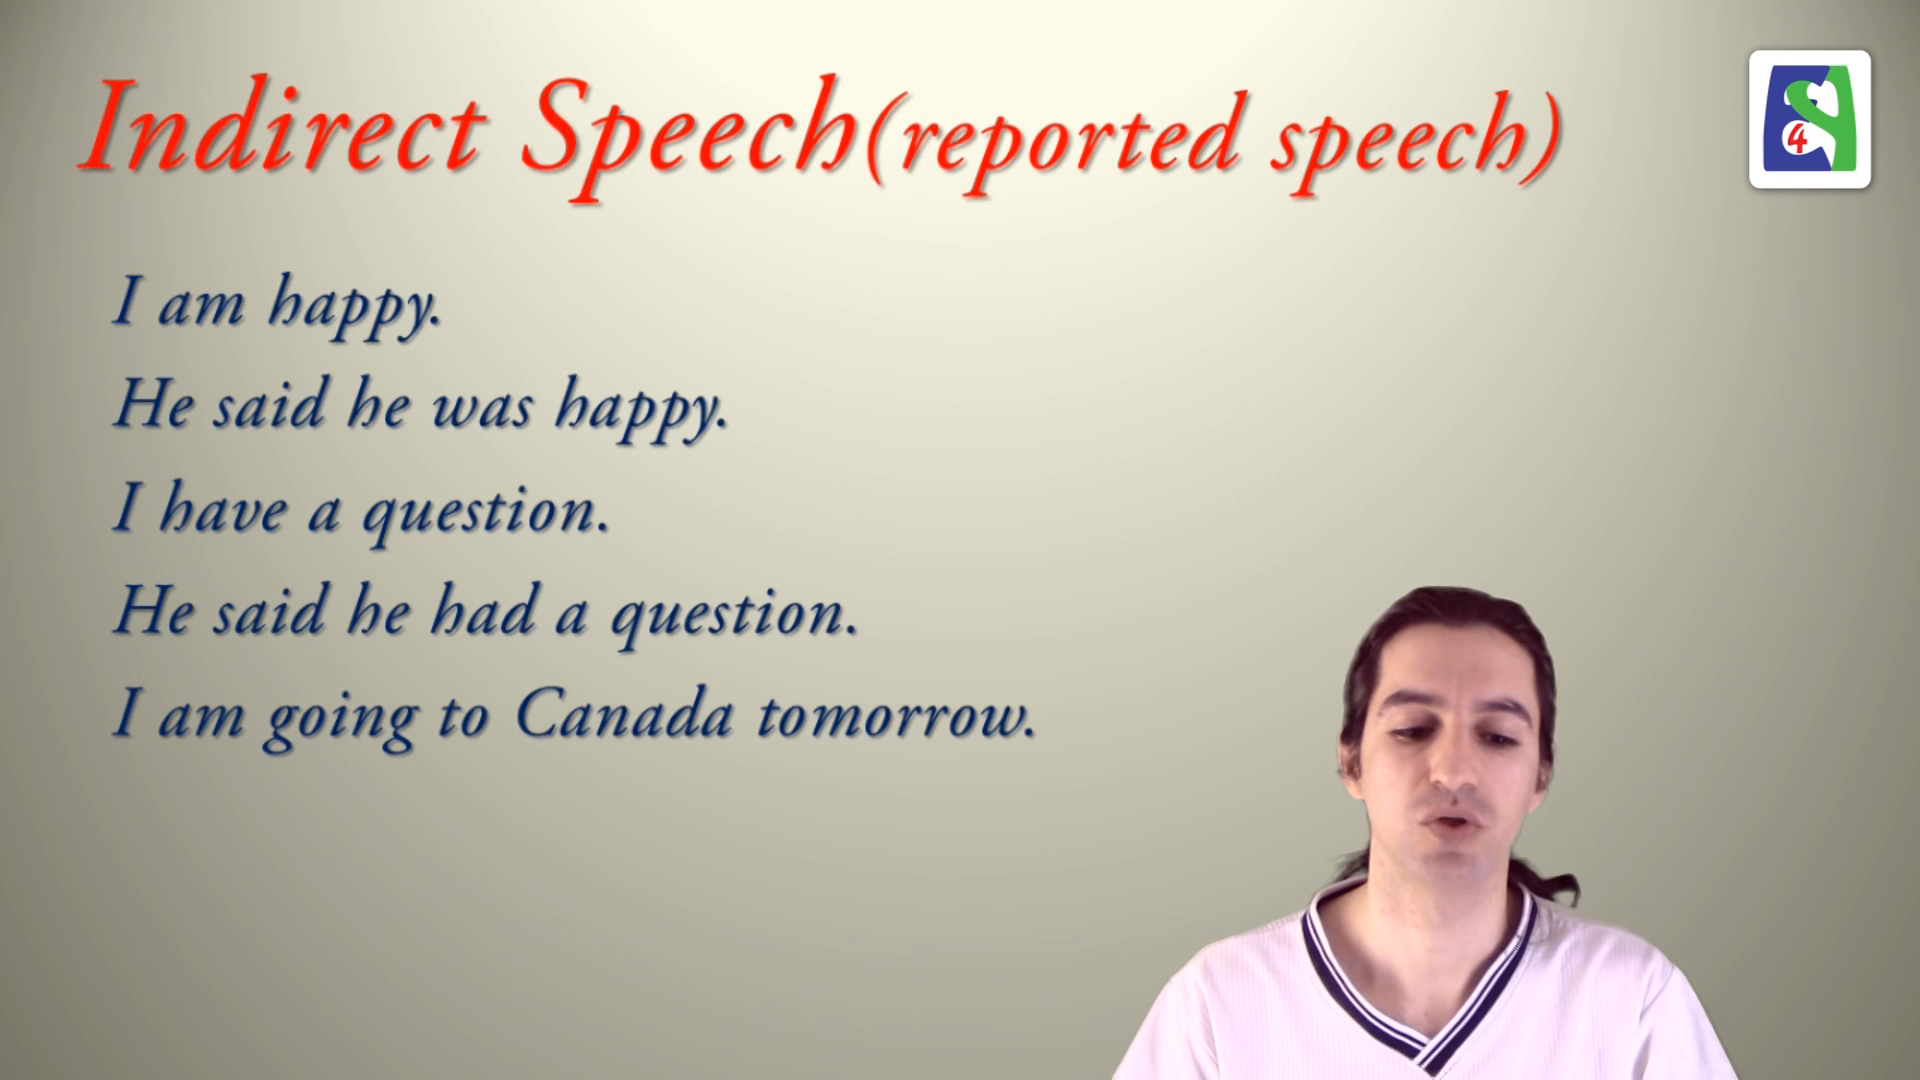 Indirect Speech(reported speech)
4
I am happy.
He said he was happy.
I have a question.
He said he had a question.
I am going to Canada tomorrow.